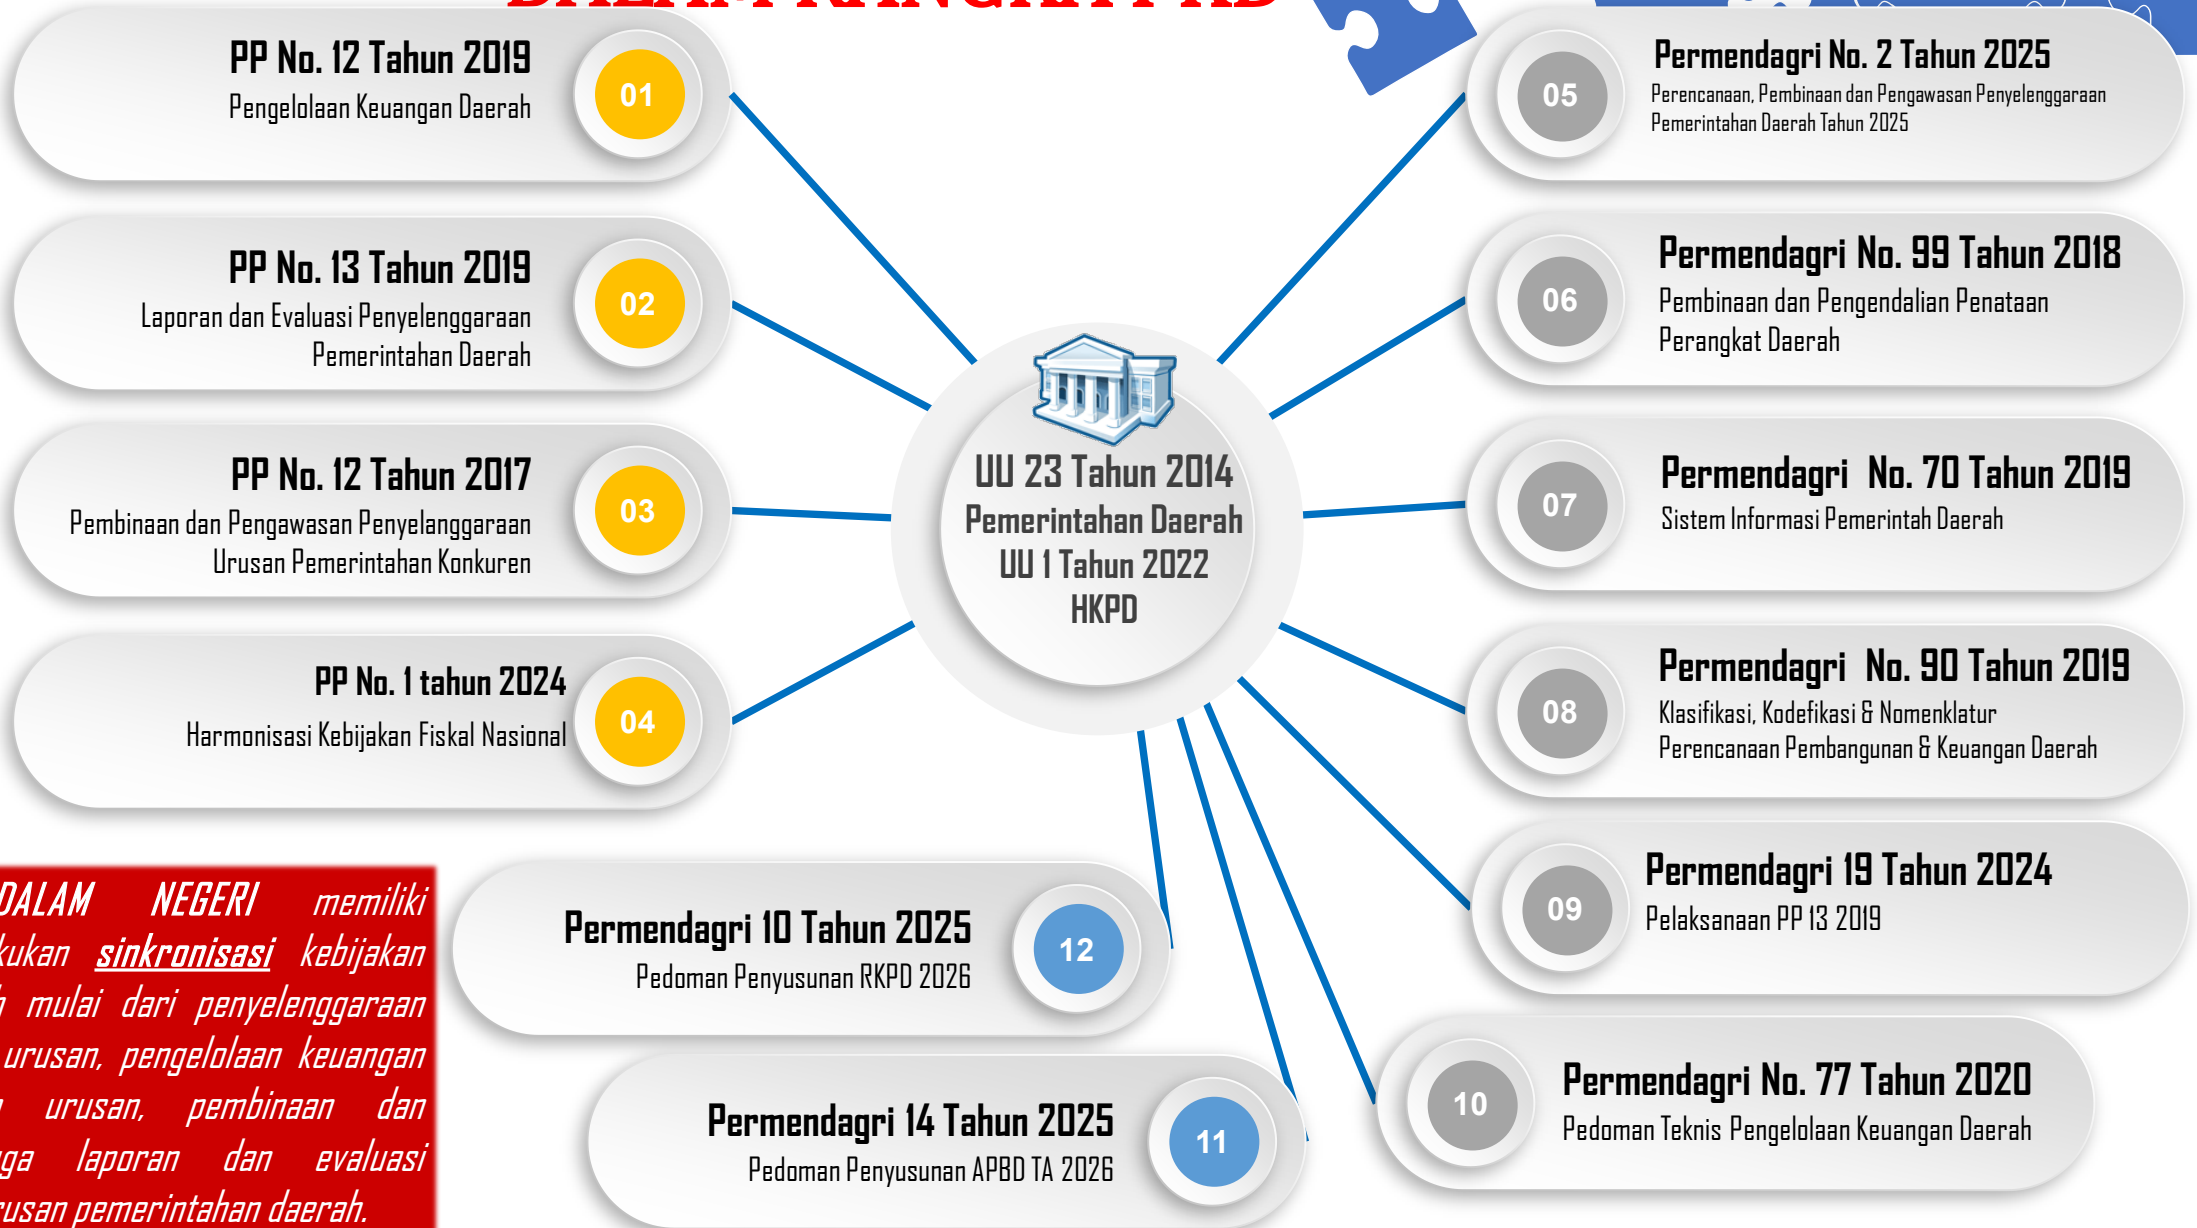 PP No. 12 Tahun 2019
Pengelolaan Keuangan Daerah
01
PP No. 13 Tahun 2019
Laporan dan Evaluasi Penyelenggaraan
Pemerintahan Daerah
02
PP No. 12 Tahun 2017
Pembinaan dan Pengawasan Penyelanggaraan
Urusan Pemerintahan Konkuren
03
PP No. 1 tahun 2024
Harmonisasi Kebijakan Fiskal Nasional
04
UU 23 Tahun 2014
Pemerintahan Daerah
UU 1 Tahun 2022
HKPD
05
Permendagri No. 2 Tahun 2025
Perencanaan, Pembinaan dan Pengawasan Penyelenggaraan
Pemerintahan Daerah Tahun 2025
06
Permendagri No. 99 Tahun 2018
Pembinaan dan Pengendalian Penataan
Perangkat Daerah
07
Permendagri No. 70 Tahun 2019
Sistem Informasi Pemerintah Daerah
08
Permendagri No. 90 Tahun 2019
Klasifikasi, Kodefikasi & Nomenklatur
Perencanaan Pembangunan & Keuangan Daerah
09
Permendagri 19 Tahun 2024
Pelaksanaan PP 13 2019
10
Permendagri No. 77 Tahun 2020
Pedoman Teknis Pengelolaan Keuangan Daerah
Permendagri 14 Tahun 2025
Pedoman Penyusunan APBD TA 2026
11
Permendagri 10 Tahun 2025
Pedoman Penyusunan RKPD 2026
12
DALAM NEGERI memiliki
sinkronisasi kebijakan
mulai dari penyelenggaraan
urusan, pengelolaan keuangan
urusan, pembinaan dan
laporan dan evaluasi
pemerintahan daerah.